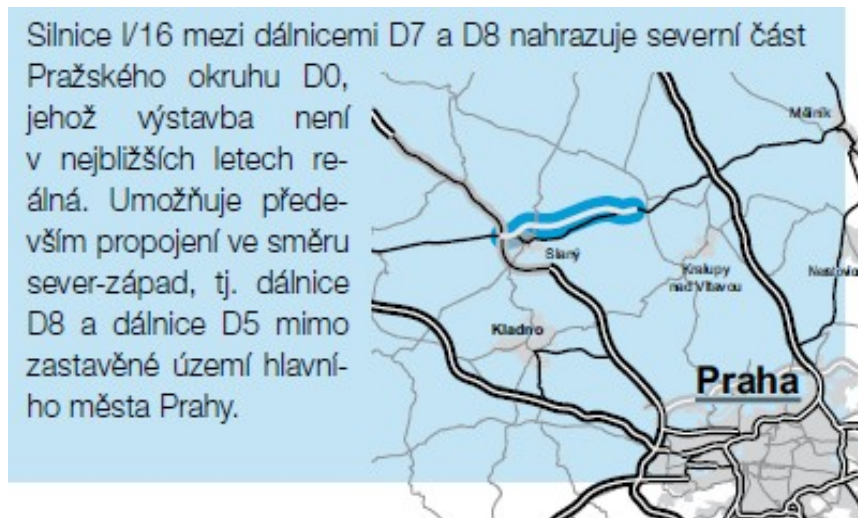 Silnice I/16 mezi dálnicemi D7 a D8 nahrazuje severní část
Pražského okruhu D0,
jehož výstavba není
v nejbližších letech re-
álná. Umožňuje přede-
vším propojení ve směru
sever-západ, tj. dálnice
D8 a dálnice D5 mimo
zastavěné území hlavní-
ho města Prahy.
Mělník
Slaný
Kralupy
nad Vltavou
Kladno
Praha